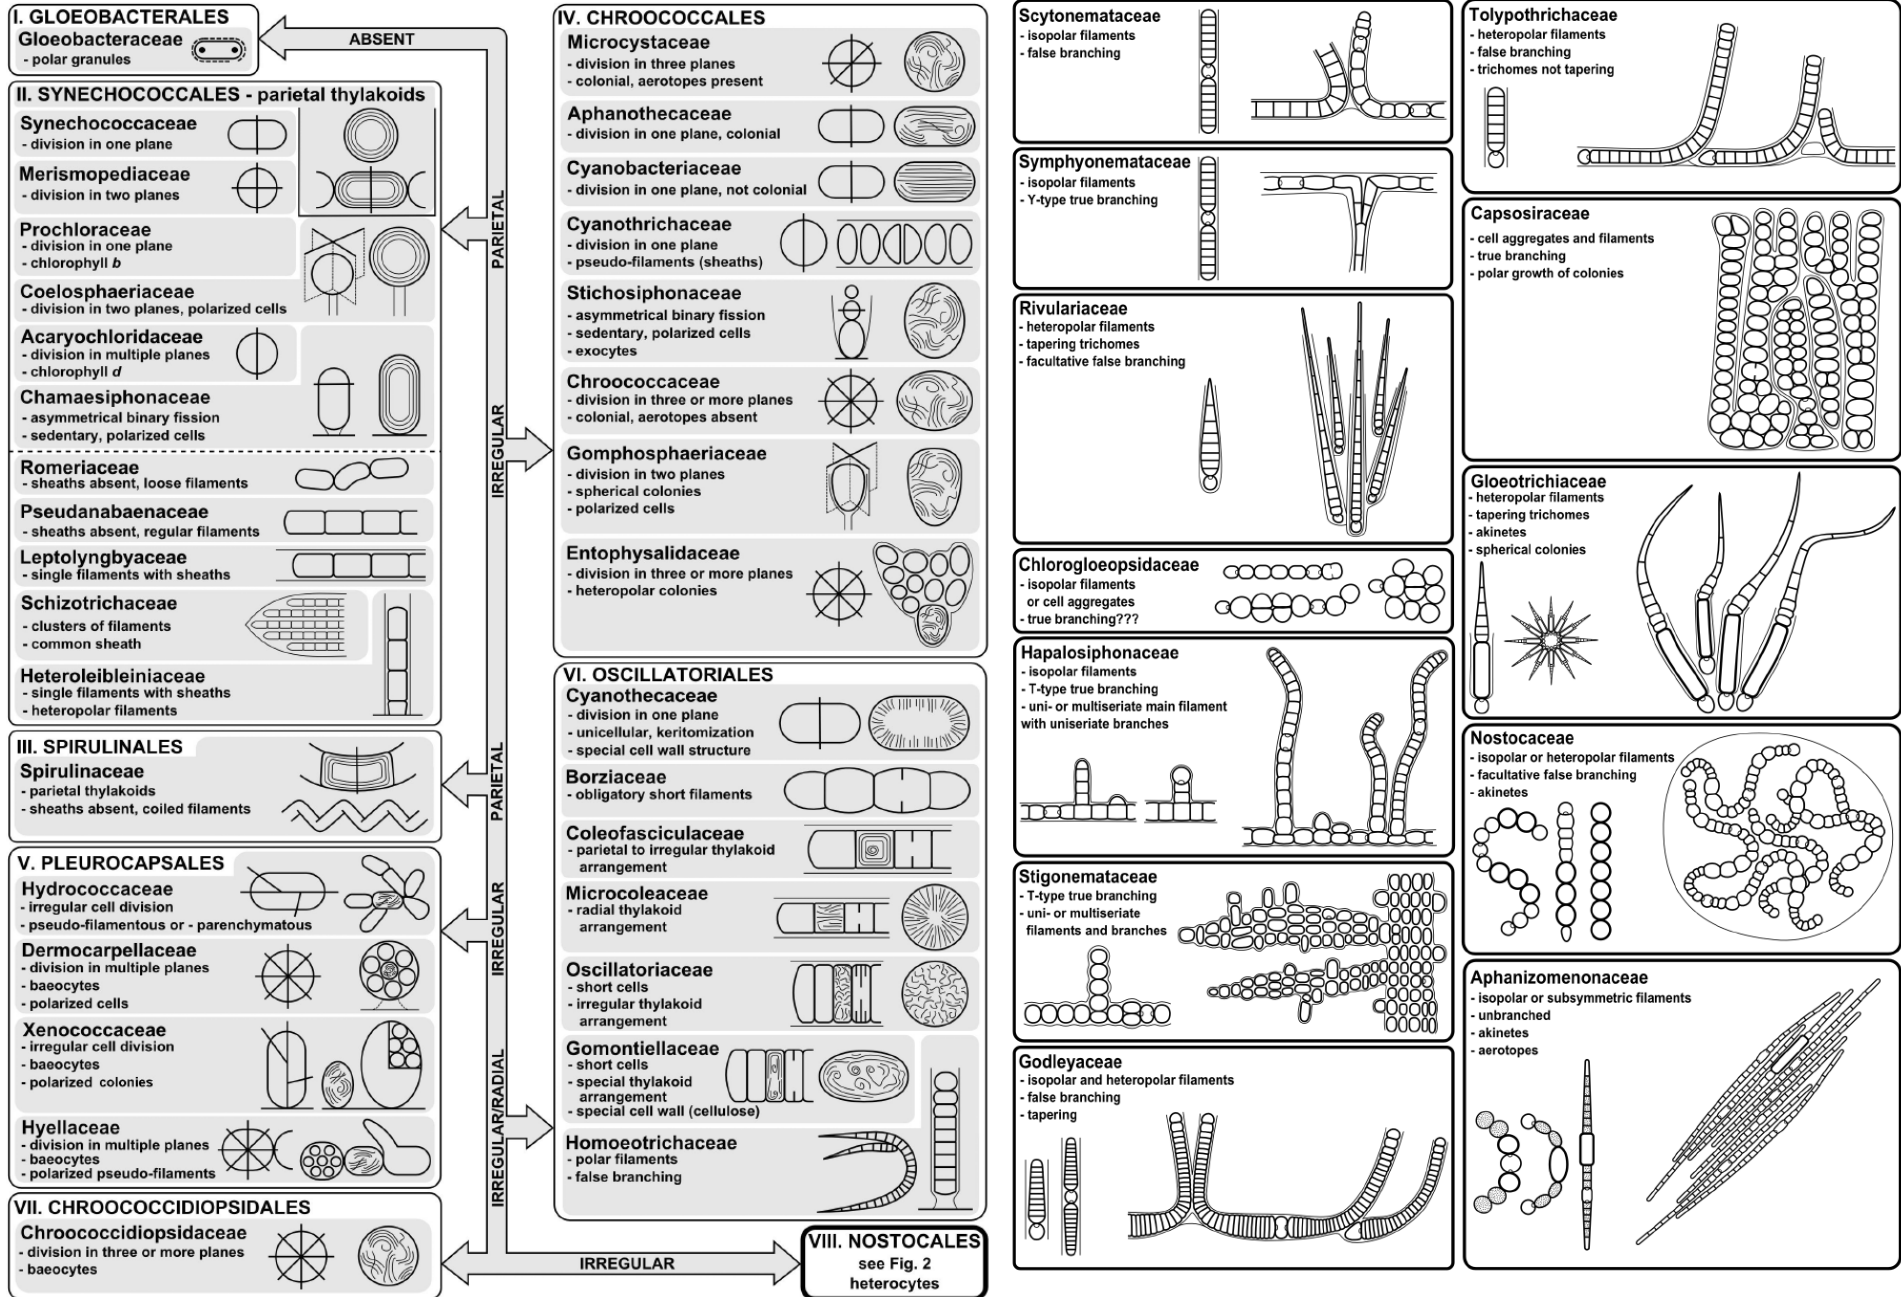 I. GLOEOBACTERALES
Gloeobacteraceae
- polar granules
ABSENT
II. SYNECHOCOCCALES - parietal thylakoids
Synechococcaceae
- division in one plane
Merismopediaceae
- division in two planes
Prochloraceae
- division in one plane
- chlorophyll b
Coelosphaeriaceae
- division in two planes, polarized cells
Acaryochloridaceae
- division in multiple planes
- chlorophyll d
Chamaesiphonaceae
- asymmetrical binary fission
- sedentary, polarized cells
Romeriaceae
- sheaths absent, loose filaments
Pseudanabaenaceae
- sheaths absent, regular filaments
Leptolyngbyaceae
- single filaments with sheaths
Schizotrichaceae
- clusters of filaments
- common sheath
Heteroleibleiniaceae
- single filaments with sheaths
- heteropolar filaments
III. SPIRULINALES
Spirulinaceae
- parietal thylakoids
- sheaths absent, coiled filaments
V. PLEUROCAPSALES
Hydrococcaceae
- irregular cell division
- pseudo-filamentous or - parenchymatous
Dermocarpellaceae
- division in multiple planes
- baeocytes
- polarized cells
Xenococcaceae
- irregular cell division
- baeocytes
- polarized colonies
Hyellaceae
- division in multiple planes
- baeocytes
- polarized pseudo-filaments
VII. CHROOCOCCIDIOPSIDALES
Chroococcidiopsidaceae
- division in three or more planes
- baeocytes
PARIETAL
IRREGULAR
PARIETAL
IRREGULAR
IRREGULAR/RADIAL
IRREGULAR
IV. CHROOCOCCALES
Microcystaceae
- division in three planes
- colonial, aerotopes present
Aphanothecaceae
- division in one plane, colonial
Cyanobacteriaceae
- division in one plane, not colonial
Cyanothrichaceae
- division in one plane
- pseudo-filaments (sheaths)
Stichosiphonaceae
- asymmetrical binary fission
- sedentary, polarized cells
- exocytes
Chroococcaceae
- division in three or more planes
- colonial, aerotopes absent
Gomphosphaeriaceae
- division in two planes
- spherical colonies
- polarized cells
Entophysalidaceae
- division in three or more planes
- heteropolar colonies
VI. OSCILLATORIALES
Cyanothecaceae
- division in one plane
- unicellular, keritomization
- special cell wall structure
Borziaceae
- obligatory short filaments
Coleofasciculaceae
- parietal to irregular thylakoid
arrangement
Microcoleaceae
- radial thylakoid
arrangement
Oscillatoriaceae
- short cells
- irregular thylakoid
arrangement
Gomontiellaceae
- short cells
- special thylakoid
arrangement
- special cell wall (cellulose)
Homoeotrichaceae
- polar filaments
- false branching
VIII. NOSTOCALES
see Fig. 2
heterocytes
Scytonemataceae
- isopolar filaments
- false branching
Symphyonemataceae
- isopolar filaments
- Y-type true branching
Rivulariaceae
- heteropolar filaments
- tapering trichomes
- facultative false branching
Chlorogloeopsidaceae
- isopolar filaments
or cell aggregates
- true branching???
Hapalosiphonaceae
- isopolar filaments
- T-type true branching
- uni- or multiseriate main filament
with uniseriate branches
Stigonemataceae
- T-type true branching
- uni- or multiseriate
filaments and branches
Godleyaceae
- isopolar and heteropolar filaments
- false branching
- tapering
Tolypothrichaceae
- heteropolar filaments
- false branching
- trichomes not tapering
Capsosiraceae
- cell aggregates and filaments
- true branching
- polar growth of colonies
Gloeotrichiaceae
- heteropolar filaments
- tapering trichomes
- akinetes
- spherical colonies
Nostocaceae
- isopolar or heteropolar filaments
- facultative false branching
- akinetes
Aphanizomenonaceae
- isopolar or subsymmetric filaments
- unbranched
- akinetes
- aerotopes